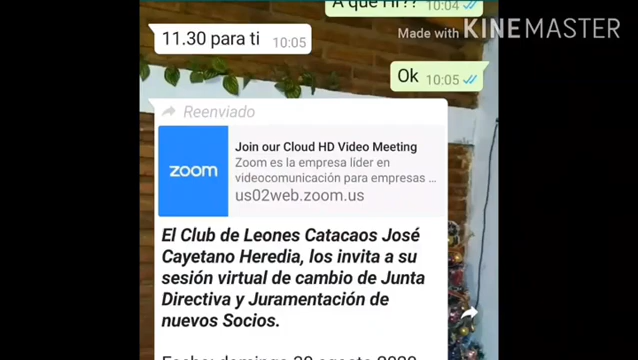 A que H
Made with KINEMASTER
10:04
11.30 para ti 10:05
Ok 10:05
Reenviado
zoom
Join our Cloud HD Video Meeting
Zoom es la empresa líder en
videocomunicación para empresas ...
us02web.zoom.us
El Club de Leones Catacaos José
Cayetano Heredia, los invita a su
sesión virtual de cambio de Junta
Directiva y Juramentación de
nuevos Socios.